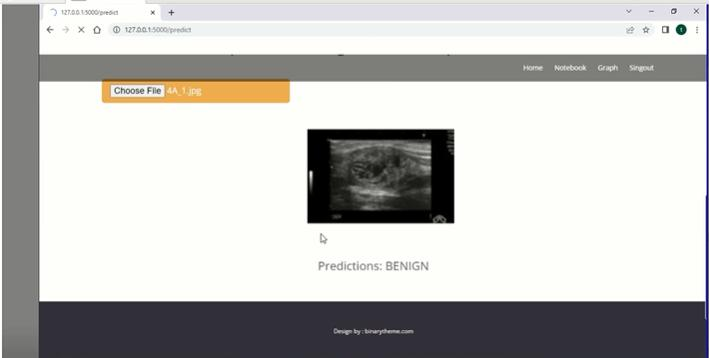 127.0.0.1:5000/predict
127.0.0.1:5000/predict
Home Notebook Graph Singout
Choose File 4A_1.jpg
Predictions: BENIGN
Design by : binarytheme.com